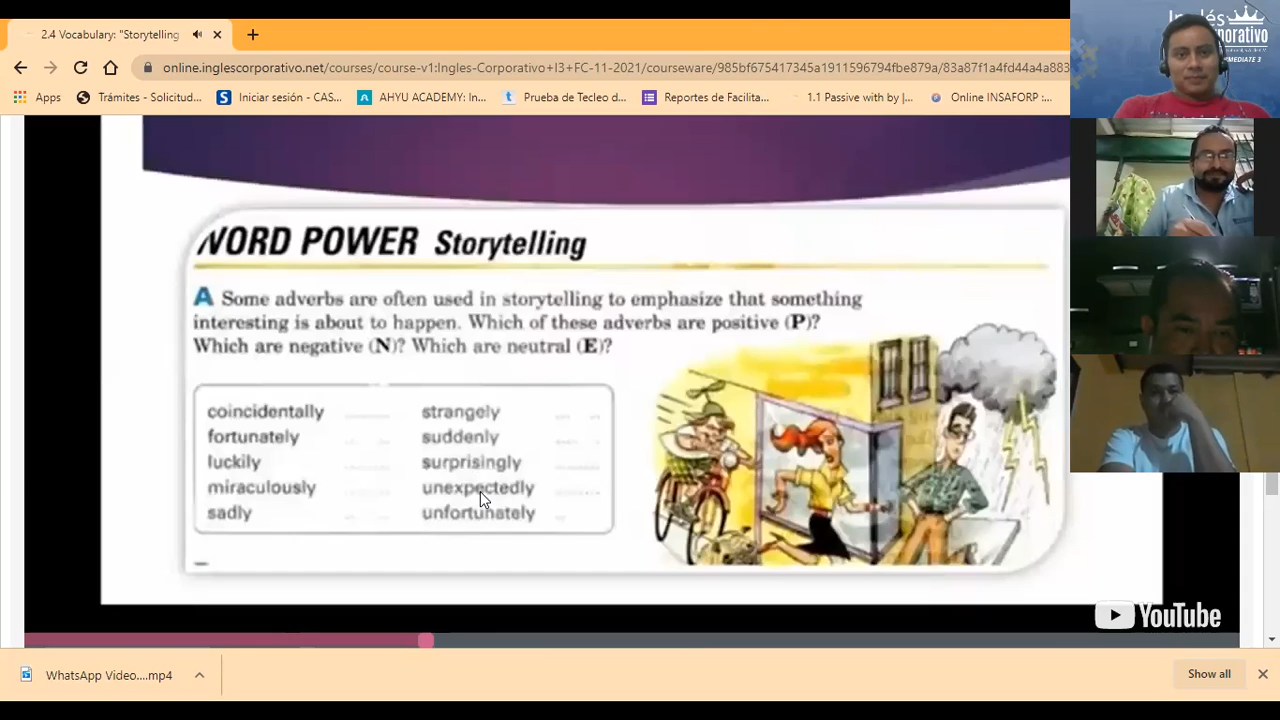 2.4 Vocabulary: "Storytelling
online.inglescorporativo.net/courses/course-v1:Ingles-Corporativo+I3+FC-11-2021/courseware/985bf675417345a1911596794fbe879a/83a87f1a4fd44a4a883
Apps
Trámites - Solicitud...
Iniciar sesión - CAS...
AHYU ACADEMY: In...
Prueba de Tecleo d...
Reportes de Facilita...
1.1 Passive with by |...
Online INSAFORP :...
WORD POWER Storytelling
A Some adverbs are often used in storytelling to emphasize that something
interesting is about to happen. Which of these adverbs are positive (P)?
Which are negative (N)? Which are neutral (E)?
coincidentally
fortunately
luckily
miraculously
sadly
strangely
suddenly
surprisingly
unexpectedly
unfortunately
YouTube
WhatsApp Video....mp4
Show all